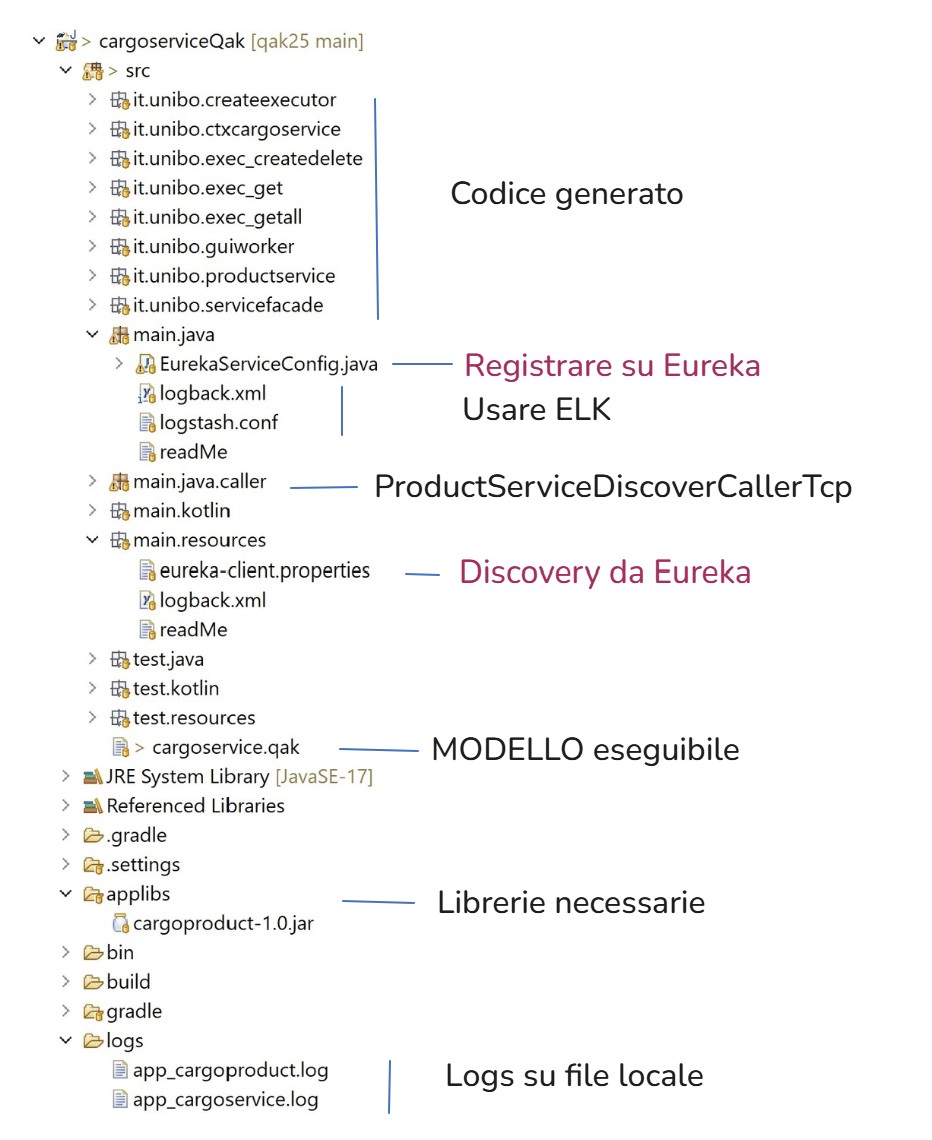 > cargoserviceQak [qak25 main]
> src
it.unibo.createexecutor
it.unibo.ctxcargoservice
it.unibo.exec_createdelete
it.unibo.exec_get
Codice generato
it.unibo.exec_getall
it.unibo.guiworker
it.unibo.productservice
it.unibo.servicefacade
main.java
EurekaServiceConfig.java
Registrare su Eureka
logback.xml
Usare ELK
logstash.conf
readMe
main.java.caller
ProductServiceDiscoverCallerTcp
main.kotlin
main.resources
eureka-client.properties
Discovery da Eureka
logback.xml
readMe
test.java
test.kotlin
test.resources
> cargoservice.qak
MODELLO eseguibile
JRE System Library [JavaSE-17]
Referenced Libraries
.gradle
.settings
applibs
Librerie necessarie
cargoproduct-1.0.jar
bin
build
gradle
logs
app_cargoproduct.log
Logs su file locale
app_cargoservice.log